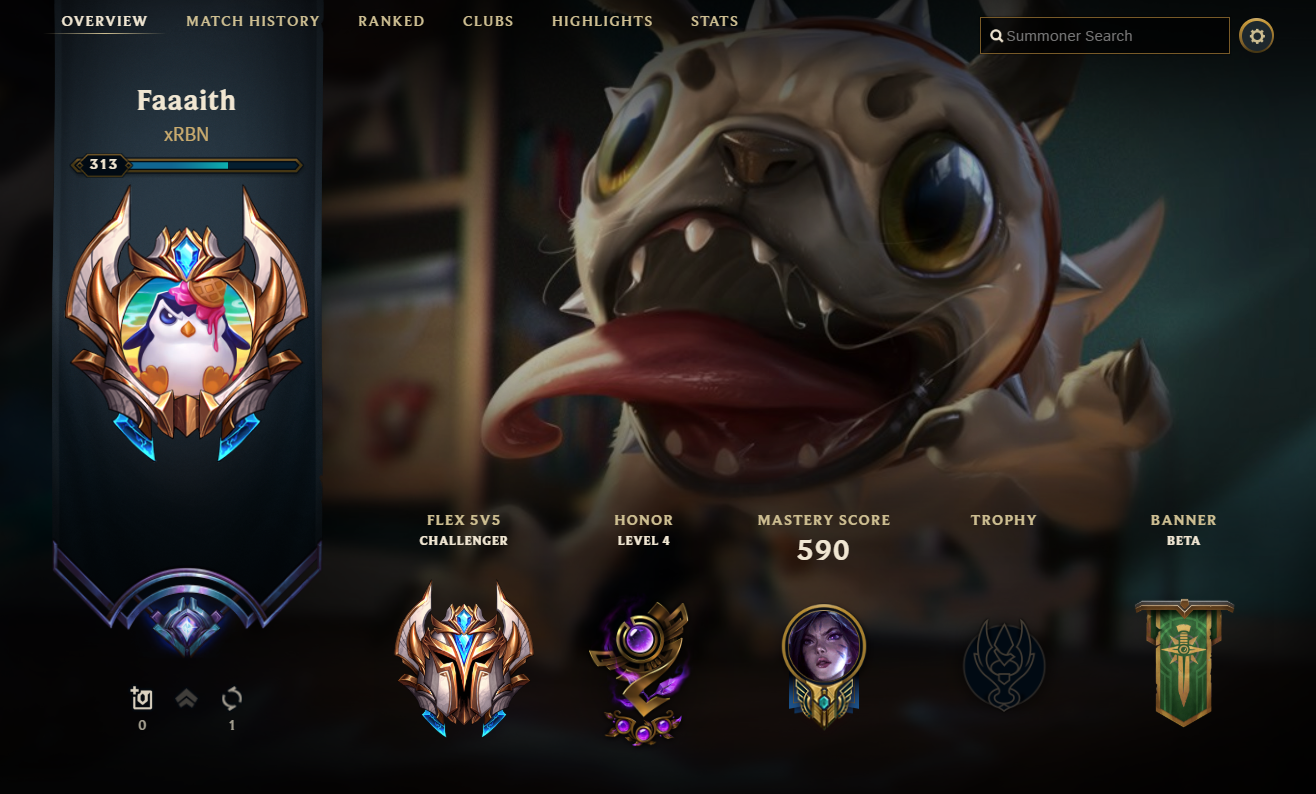 OVERVIEW MATCH HISTORY RANKED CLUBS HIGHLIGHTS STATS
Summoner Search
Faaaith
xRBN
313
FLEX 5V5
CHALLENGER
HONOR
LEVEL 4
MASTERY SCORE
590
TROPHY
BANNER
BETA
0
1